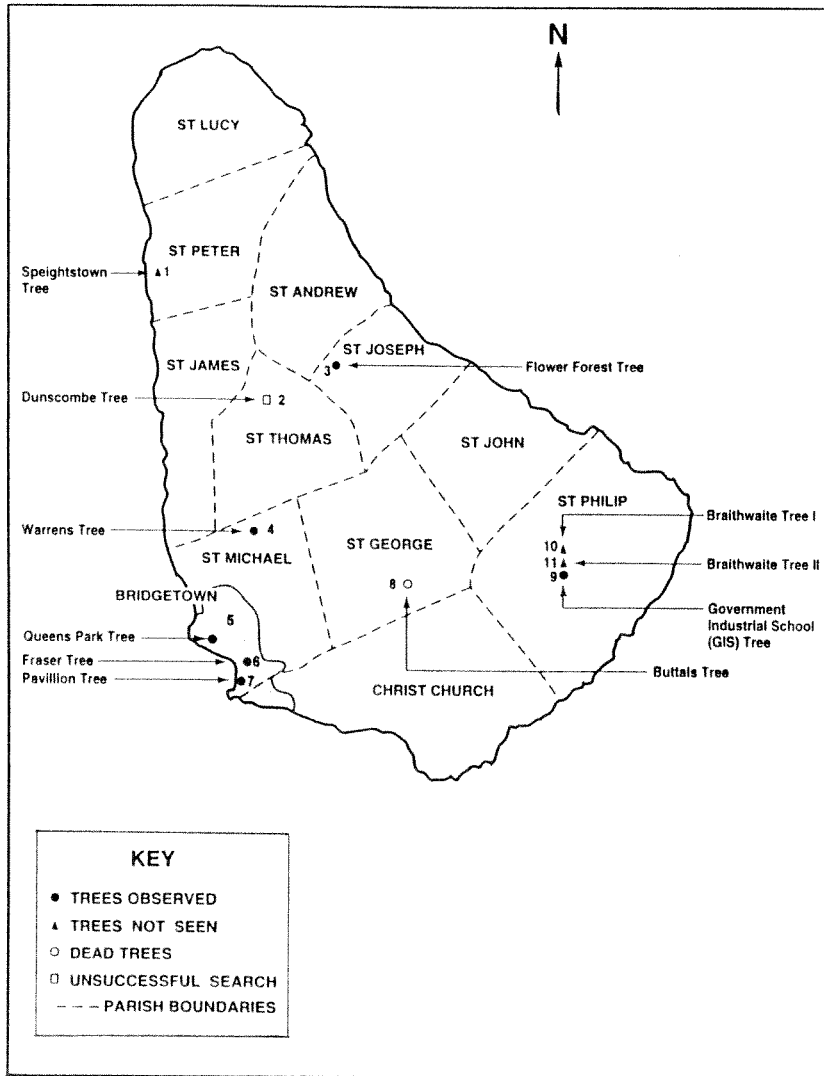 N
ST LUCY
ST PETER
1
Speightstown
Tree
ST ANDREW
ST JOSEPH
ST JAMES
3
Flower Forest Tree
Dunscombe Tree
2
ST THOMAS
ST JOHN
ST PHILIP
Braithwaite Tree I
Warrens Tree
4
ST GEORGE
10
ST MICHAEL
11
Braithwaite Tree II
9
8
BRIDGETOWN
Government
Industrial School
(GIS) Tree
5
Queens Park Tree
Fraser Tree
6
Pavillion Tree
7
Buttals Tree
CHRIST CHURCH
KEY
TREES OBSERVED
TREES NOT SEEN
DEAD TREES
UNSUCCESSFUL SEARCH
PARISH BOUNDARIES